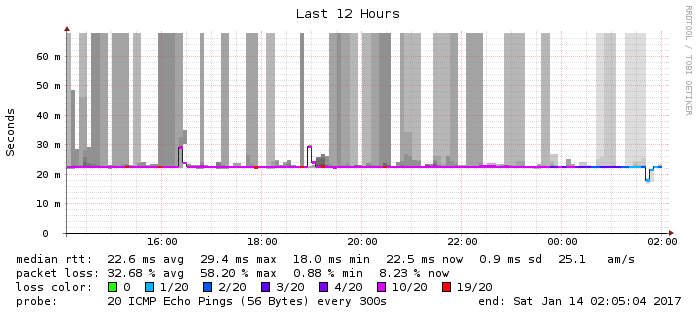 Last 12 Hours
RRDTOOL / TOBI OETIKER
Seconds
60 m
50 m
40 m
30 m
20 m
10 m
0
16:00 18:00 20:00 22:00 00:00 02:00
median rtt: 22.6 ms avg 29.4 ms max 18.0 ms min 22.5 ms now 0.9 ms sd 25.1 am/s
packet loss: 32.68 % avg 58.20 % max 0.88 % min 8.23 % now
loss color: 0 1/20 2/20 3/20 4/20 10/20 19/20
probe: 20 ICMP Echo Pings (56 Bytes) every 300s end: Sat Jan 14 02:05:04 2017